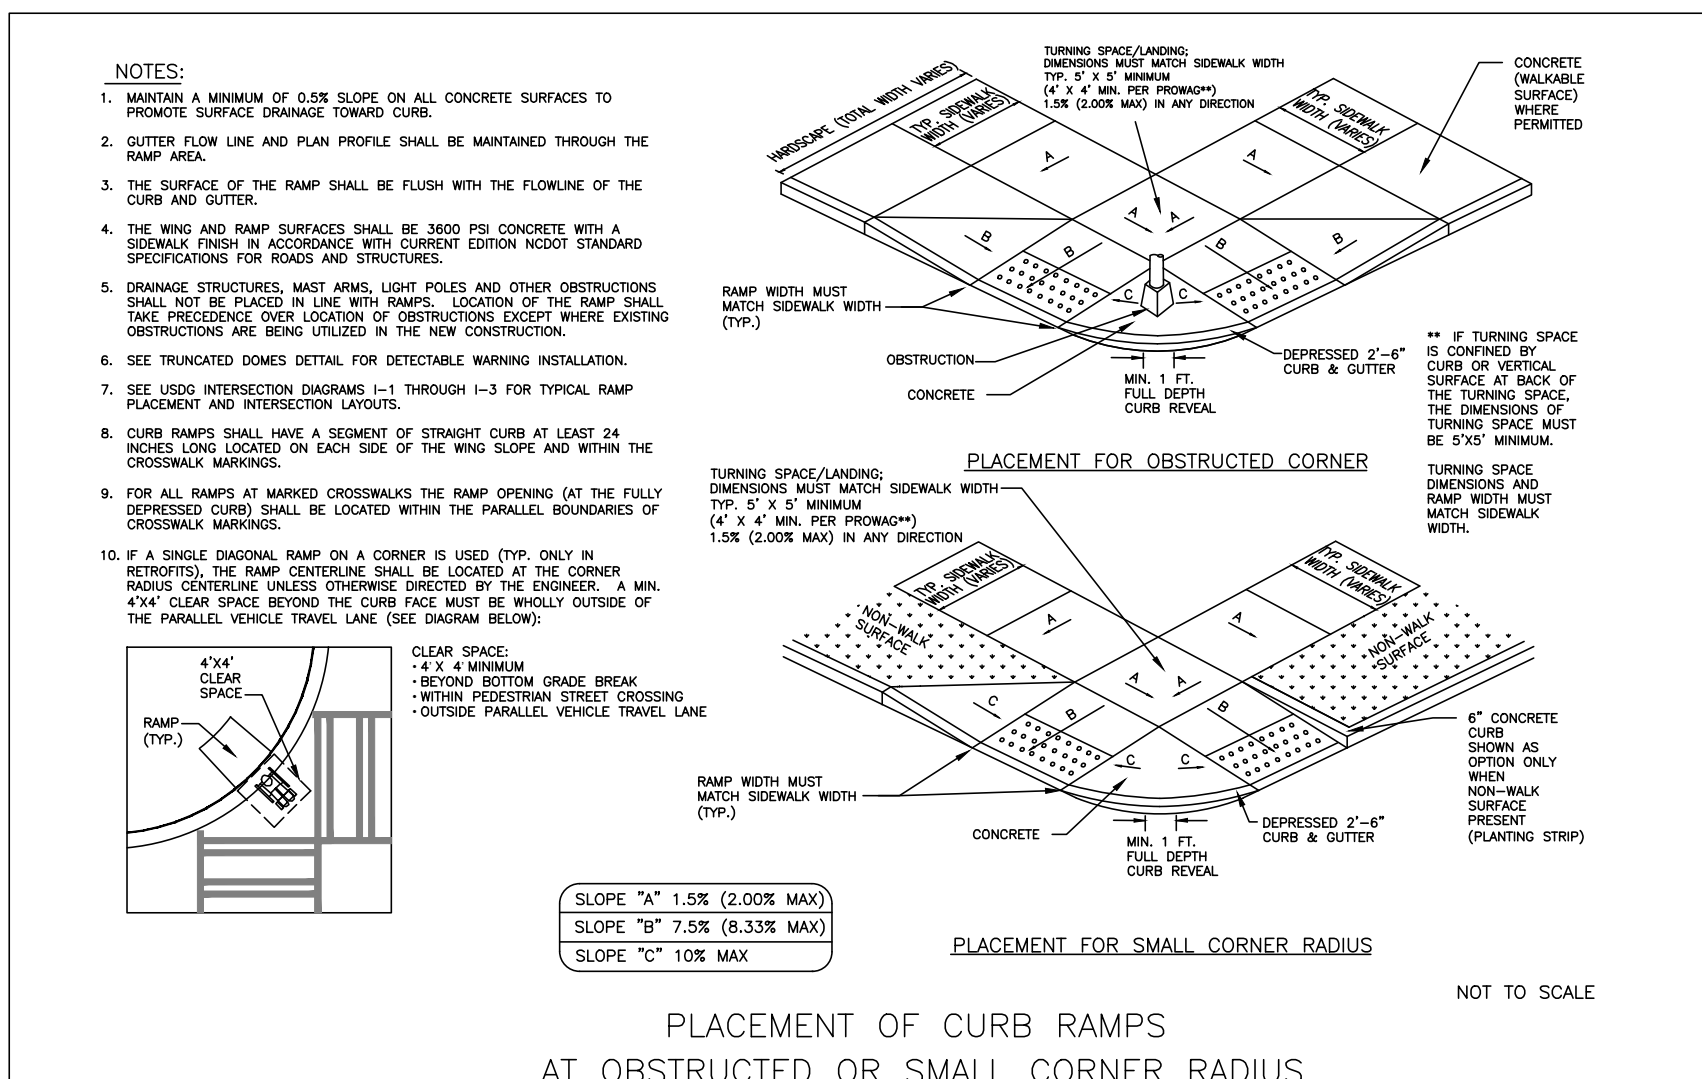 NOTES:
1. MAINTAIN A MINIMUM OF 0.5% SLOPE ON ALL CONCRETE SURFACES TO
PROMOTE SURFACE DRAINAGE TOWARD CURB.
2. GUTTER FLOW LINE AND PLAN PROFILE SHALL BE MAINTAINED THROUGH THE
RAMP AREA.
3. THE SURFACE OF THE RAMP SHALL BE FLUSH WITH THE FLOWLINE OF THE
CURB AND GUTTER.
4. THE WING AND RAMP SURFACES SHALL BE 3600 PSI CONCRETE WITH A
SIDEWALK FINISH IN ACCORDANCE WITH CURRENT EDITION NCDOT STANDARD
SPECIFICATIONS FOR ROADS AND STRUCTURES.
5. DRAINAGE STRUCTURES, MAST ARMS, LIGHT POLES AND OTHER OBSTRUCTIONS
SHALL NOT BE PLACED IN LINE WITH RAMPS. LOCATION OF THE RAMP SHALL
TAKE PRECEDENCE OVER LOCATION OF OBSTRUCTIONS EXCEPT WHERE EXISTING
OBSTRUCTIONS ARE BEING UTILIZED IN THE NEW CONSTRUCTION.
6. SEE TRUNCATED DOMES DETTAIL FOR DETECTABLE WARNING INSTALLATION.
7. SEE USDG INTERSECTION DIAGRAMS I-1 THROUGH I-3 FOR TYPICAL RAMP
PLACEMENT AND INTERSECTION LAYOUTS.
8. CURB RAMPS SHALL HAVE A SEGMENT OF STRAIGHT CURB AT LEAST 24
INCHES LONG LOCATED ON EACH SIDE OF THE WING SLOPE AND WITHIN THE
CROSSWALK MARKINGS.
9. FOR ALL RAMPS AT MARKED CROSSWALKS THE RAMP OPENING (AT THE FULLY
DEPRESSED CURB) SHALL BE LOCATED WITHIN THE PARALLEL BOUNDARIES OF
CROSSWALK MARKINGS.
10. IF A SINGLE DIAGONAL RAMP ON A CORNER IS USED (TYP. ONLY IN
RETROFITS), THE RAMP CENTERLINE SHALL BE LOCATED AT THE CORNER
RADIUS CENTERLINE UNLESS OTHERWISE DIRECTED BY THE ENGINEER. A MIN.
4'X4' CLEAR SPACE BEYOND THE CURB FACE MUST BE WHOLLY OUTSIDE OF
THE PARALLEL VEHICLE TRAVEL LANE (SEE DIAGRAM BELOW):
4'X4'
CLEAR
SPACE
RAMP
(TYP.)
CLEAR SPACE:
· 4' X 4' MINIMUM
· BEYOND BOTTOM GRADE BREAK
· WITHIN PEDESTRIAN STREET CROSSING
· OUTSIDE PARALLEL VEHICLE TRAVEL LANE
TURNING SPACE/LANDING;
DIMENSIONS MUST MATCH SIDEWALK WIDTH
TYP. 5' X 5' MINIMUM
(4' X 4' MIN. PER PROWAG**)
1.5% (2.00% MAX) IN ANY DIRECTION
HARDSCAPE (TOTAL WIDTH VARIES)
TYP. SIDEWALK
WIDTH (VARIES)
TYP. SIDEWALK
WIDTH (VARIES)
CONCRETE
(WALKABLE
SURFACE)
WHERE
PERMITTED
A
A
A
A
B
B
B
B
C
C
RAMP WIDTH MUST
MATCH SIDEWALK WIDTH
(TYP.)
OBSTRUCTION
CONCRETE
MIN. 1 FT.
FULL DEPTH
CURB REVEAL
DEPRESSED 2'-6"
CURB & GUTTER
** IF TURNING SPACE
IS CONFINED BY
CURB OR VERTICAL
SURFACE AT BACK OF
THE TURNING SPACE,
THE DIMENSIONS OF
TURNING SPACE MUST
BE 5'X5' MINIMUM.
TURNING SPACE
DIMENSIONS AND
RAMP WIDTH MUST
MATCH SIDEWALK
WIDTH.
PLACEMENT FOR OBSTRUCTED CORNER
TURNING SPACE/LANDING;
DIMENSIONS MUST MATCH SIDEWALK WIDTH
TYP. 5' X 5' MINIMUM
(4' X 4' MIN. PER PROWAG**)
1.5% (2.00% MAX) IN ANY DIRECTION
TYP. SIDEWALK
WIDTH (VARIES)
TYP. SIDEWALK
WIDTH (VARIES)
NON-WALK
SURFACE
NON-WALK
SURFACE
A
A
A
A
C
B
B
C
C
6" CONCRETE
CURB
SHOWN AS
OPTION ONLY
WHEN
NON-WALK
SURFACE
PRESENT
(PLANTING STRIP)
RAMP WIDTH MUST
MATCH SIDEWALK WIDTH
(TYP.)
CONCRETE
MIN. 1 FT.
FULL DEPTH
CURB REVEAL
DEPRESSED 2'-6"
CURB & GUTTER
SLOPE "A" 1.5% (2.00% MAX)
SLOPE "B" 7.5% (8.33% MAX)
SLOPE "C" 10% MAX
PLACEMENT FOR SMALL CORNER RADIUS
NOT TO SCALE
PLACEMENT OF CURB RAMPS
AT OBSTRUCTED OR SMALL CORNER RADIUS